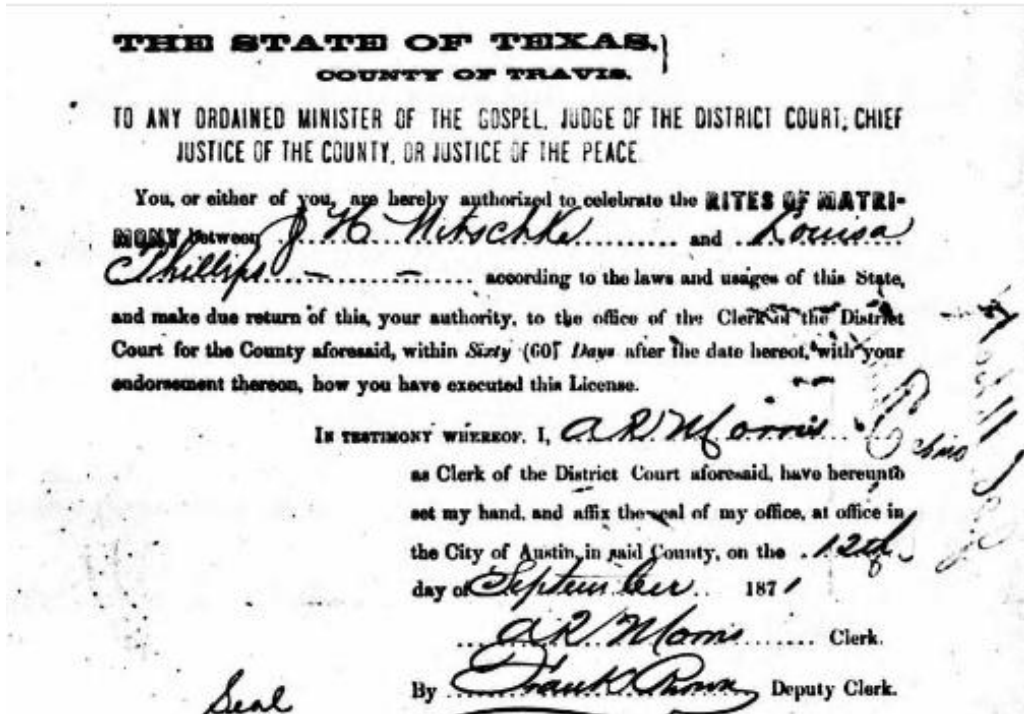 THE STATE OF TEXAS,
COUNTY OF TRAVIS.
TO ANY ORDAINED MINISTER OF THE GOSPEL, JUDGE OF THE DISTRICT COURT, CHIEF
JUSTICE OF THE COUNTY, OR JUSTICE OF THE PEACE.
You, or either of you, are hereby authorized to celebrate the RITES OF MATRI-
MONY between J H Nitschke and Louisa
Phillips according to the laws and usages of this State,
and make due return of this, your authority, to the office of the Clerk of the District
Court for the County aforesaid, within Sixty (60) Days after the date hereof, with your
endorsement thereon, how you have executed this License.
IN TESTIMONY WHEREOF, I, A R Morris
as Clerk of the District Court aforesaid, have hereunto
set my hand, and affix the seal of my office, at office in
the City of Austin, in said County, on the 12th
day of September 1871
A R Morris Clerk.
By Frank Brown Deputy Clerk.
Seal